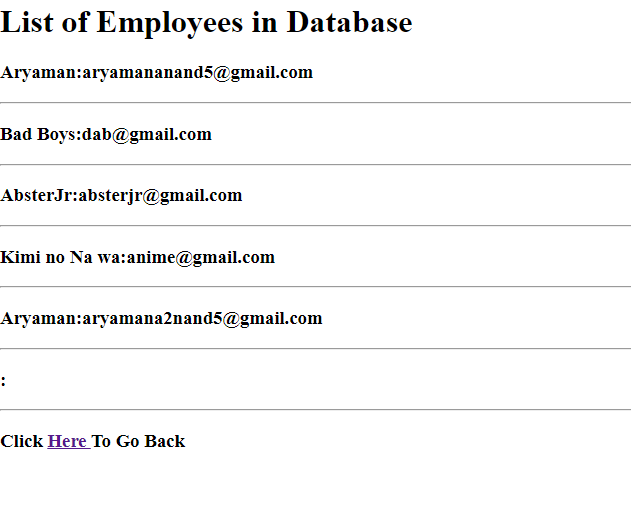 List of Employees in Database
Aryaman:aryamananand5@gmail.com
Bad Boys:dab@gmail.com
AbsterJr:absterjr@gmail.com
Kimi no Na wa:anime@gmail.com
Aryaman:aryamana2nand5@gmail.com
:
Click Here To Go Back